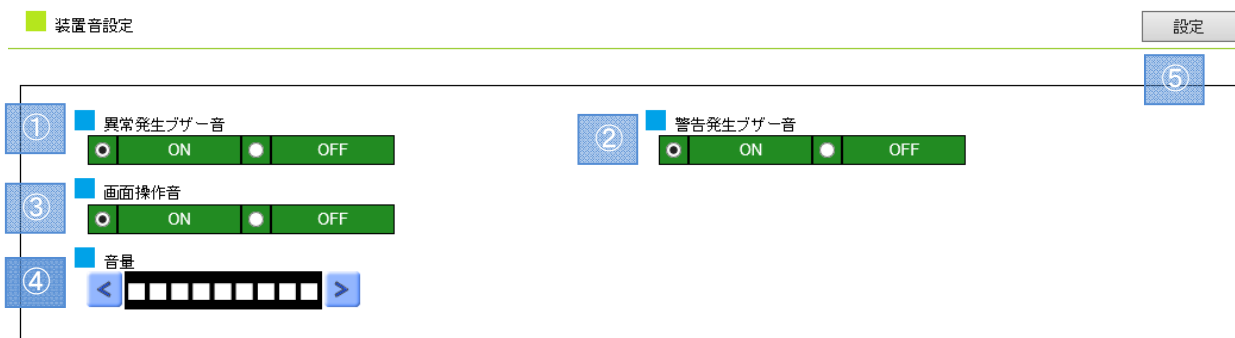 装置音設定
設定
⑤
① 異常発生ブザー音
ON OFF
② 警告発生ブザー音
ON OFF
③ 画面操作音
ON OFF
④ 音量
< >